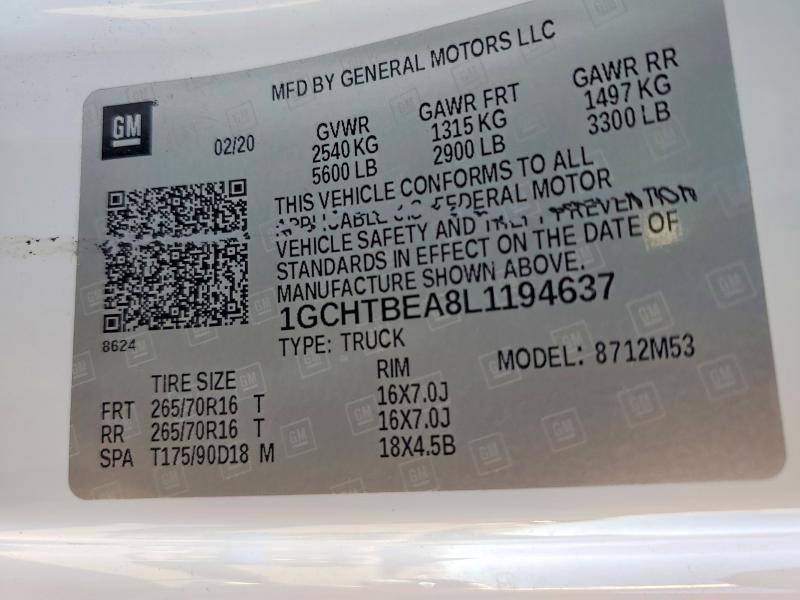 MFD BY GENERAL MOTORS LLC
GM
02/20
GVWR GAWR FRT GAWR RR
2540 KG 1315 KG 1497 KG
5600 LB 2900 LB 3300 LB
THIS VEHICLE CONFORMS TO ALL
APPLICABLE U.S. FEDERAL MOTOR
VEHICLE SAFETY AND THEFT PREVENTION
STANDARDS IN EFFECT ON THE DATE OF
MANUFACTURE SHOWN ABOVE.
1GCHTBEA8L1194637
8624
TYPE: TRUCK MODEL: 8712M53
TIRE SIZE RIM
FRT 265/70R16 T 16X7.0J
RR 265/70R16 T 16X7.0J
SPA T175/90D18 M 18X4.5B